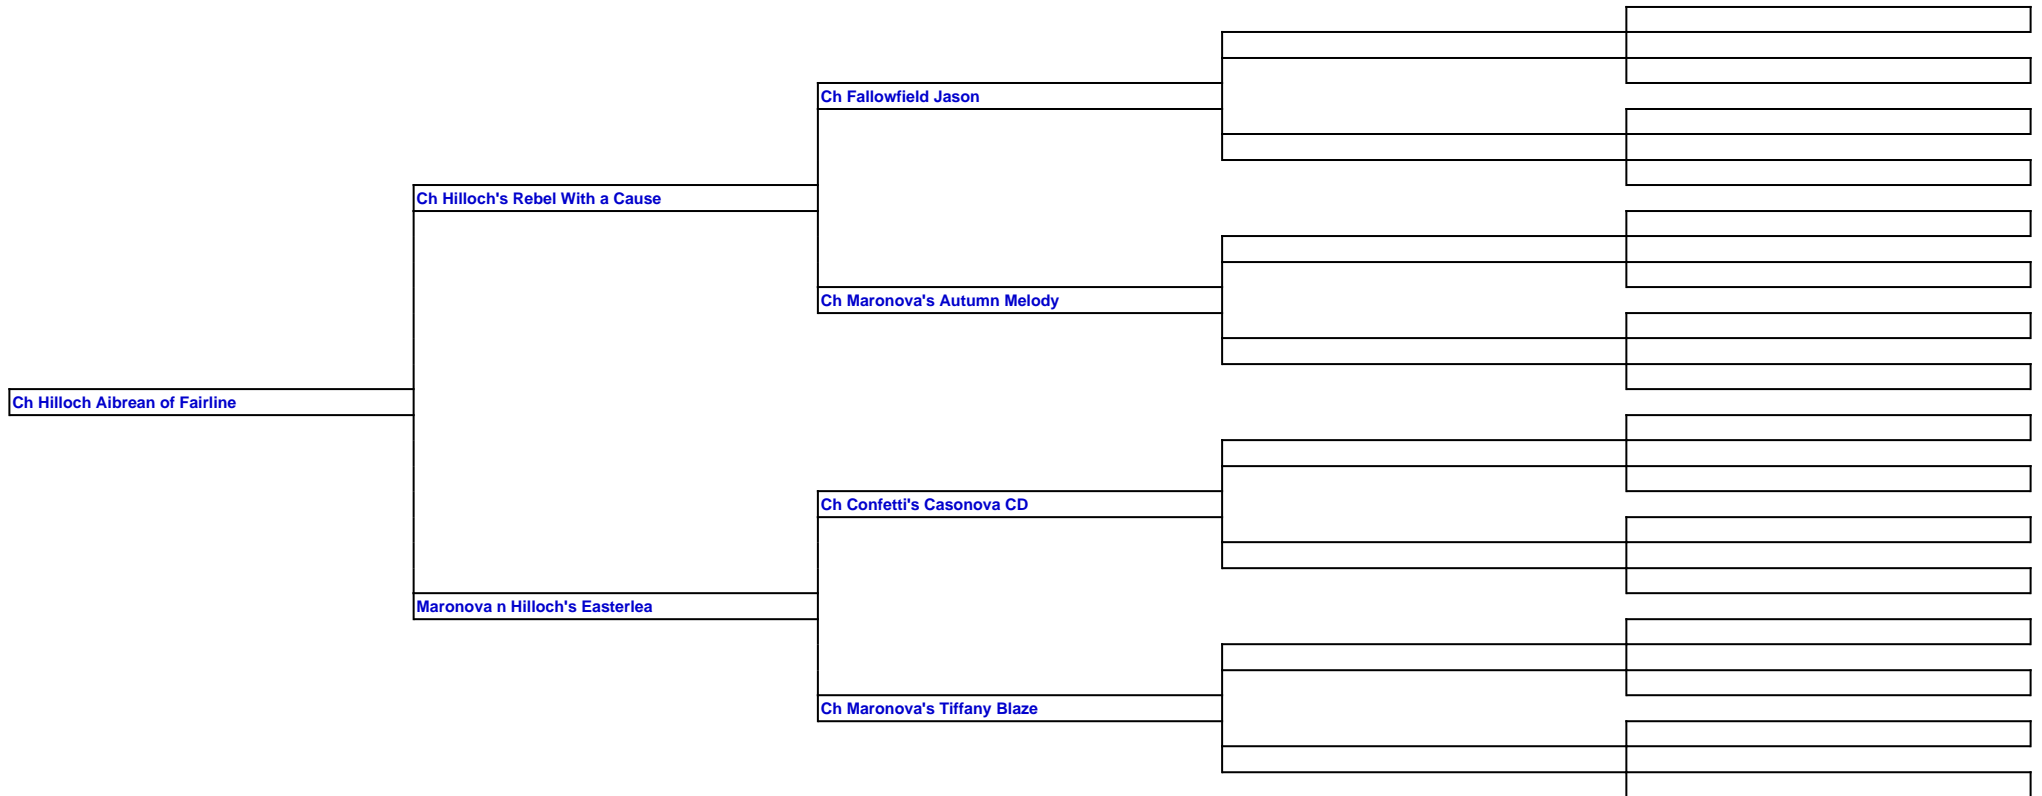 Ch Fallowfield Jason
Ch Hilloch's Rebel With a Cause
Ch Maronova's Autumn Melody
Ch Hilloch Aibrean of Fairline
Ch Confetti's Casonova CD
Maronova n Hilloch's Easterlea
Ch Maronova's Tiffany Blaze